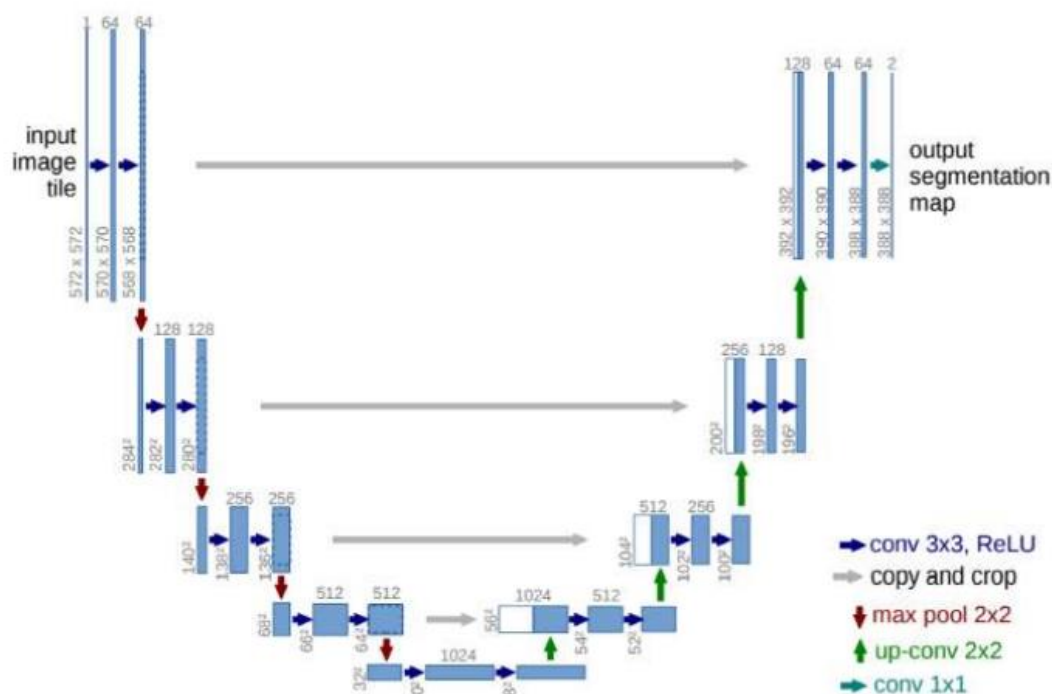 1 64 64
128 64 64 2
input
image
tile
output
segmentation
map
572 x 572
570 x 570
568 x 568
392 x 392
390 x 390
388 x 388
388 x 388
128 128
256 128
284²
282²
280²
200²
198²
196²
256 256
512 256
140²
138²
136²
104²
102²
100²
conv 3x3, ReLU
copy and crop
max pool 2x2
up-conv 2x2
conv 1x1
512 512
1024 512
68²
66²
64²
56²
54²
52²
1024
32²